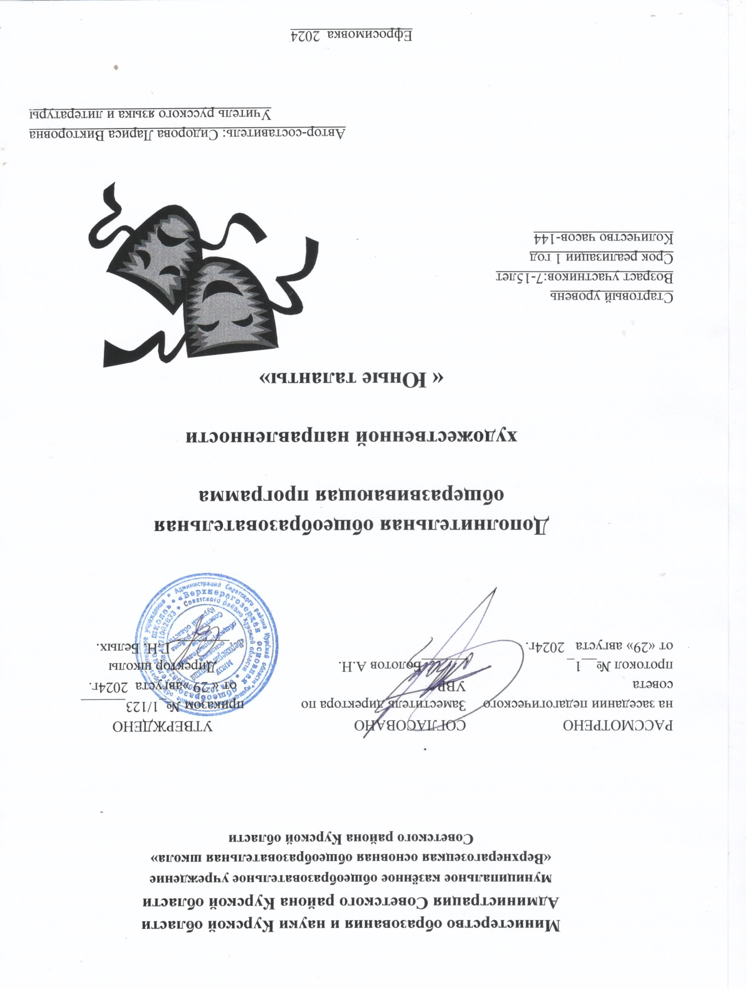 Министерство образования и науки Курской области
Администрация Советского района Курской области
Муниципальное казённое общеобразовательное учреждение
«Верхнерагозецкая основная общеобразовательная школа»
Советского района Курской области
РАССМОТРЕНО
на заседании педагогического
совета
протокол №__1_
от «29» августа 2024г.
СОГЛАСОВАНО
Заместитель директора по
УВР
______Болотов А.Н.
УТВЕРЖДЕНО
приказом №_1/123
от « 29 »августа 2024г.
Директор школы
Г.Н. Белых.
Дополнительная общеобразовательная
общеразвивающая программа
художественной направленности
« Юные таланты»
Стартовый уровень
Возраст участников:7-15лет
Срок реализации 1 год
Количество часов-144
Автор-составитель: Сидорова Лариса Викторовна
Учитель русского языка и литературы
Ефросимовка 2024